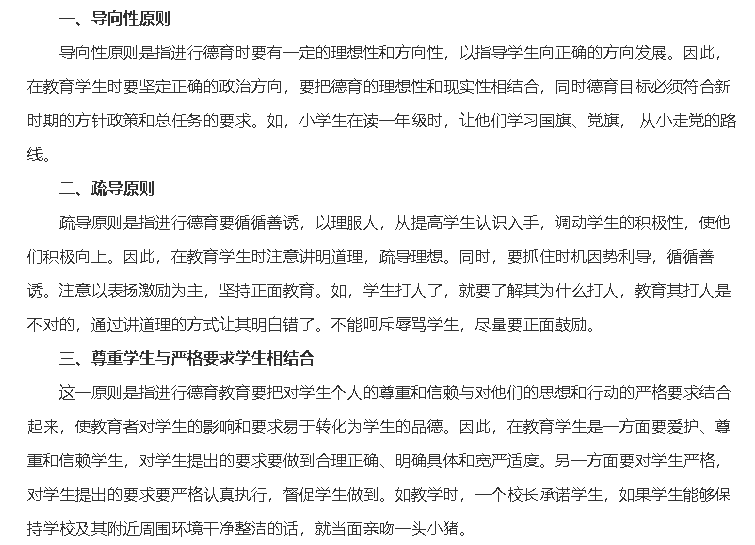 一、导向性原则
导向性原则是指进行德育时要有一定的理想性和方向性，以指导学生向正确的方向发展。因此，
在教育学生时要坚定正确的政治方向，要把德育的理想性和现实性相结合，同时德育目标必须符合新
时期的方针政策和总任务的要求。如，小学生在读一年级时，让他们学习国旗、党旗， 从小走党的路
线。
二、疏导原则
疏导原则是指进行德育要循循善诱，以理服人，从提高学生认识入手，调动学生的积极性，使他
们积极向上。因此，在教育学生时注意讲明道理，疏导理想。同时，要抓住时机因势利导，循循善
诱。注意以表扬激励为主，坚持正面教育。如，学生打人了，就要了解其为什么打人，教育其打人是
不对的，通过讲道理的方式让其明白错了。不能呵斥辱骂学生，尽量要正面鼓励。
三、尊重学生与严格要求学生相结合
这一原则是指进行德育教育要把对学生个人的尊重和信赖与对他们的思想和行动的严格要求结合
起来，使教育者对学生的影响和要求易于转化为学生的品德。因此，在教育学生是一方面要爱护、尊
重和信赖学生，对学生提出的要求要做到合理正确、明确具体和宽严适度。另一方面要对学生严格，
对学生提出的要求要严格认真执行，督促学生做到。如教学时，一个校长承诺学生，如果学生能够保
持学校及其附近周围环境干净整洁的话，就当面亲吻一头小猪。